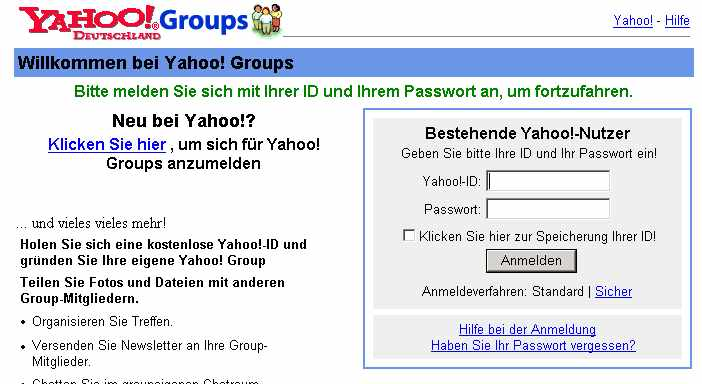 YAHOO! Groups
DEUTSCHLAND
Yahoo! - Hilfe
Willkommen bei Yahoo! Groups
Bitte melden Sie sich mit Ihrer ID und Ihrem Passwort an, um fortzufahren.
Neu bei Yahoo!?
Klicken Sie hier , um sich für Yahoo!
Groups anzumelden
... und vieles vieles mehr!
Holen Sie sich eine kostenlose Yahoo!-ID und
gründen Sie Ihre eigene Yahoo! Group
Teilen Sie Fotos und Dateien mit anderen
Group-Mitgliedern.
• Organisieren Sie Treffen.
• Versenden Sie Newsletter an Ihre Group-
Mitglieder.
• Chatten Sie im groupeigenen Chatroom
Bestehende Yahoo!-Nutzer
Geben Sie bitte Ihre ID und Ihr Passwort ein!
Yahoo!-ID:
Passwort:
Klicken Sie hier zur Speicherung Ihrer ID!
Anmelden
Anmeldeverfahren: Standard | Sicher
Hilfe bei der Anmeldung
Haben Sie Ihr Passwort vergessen?